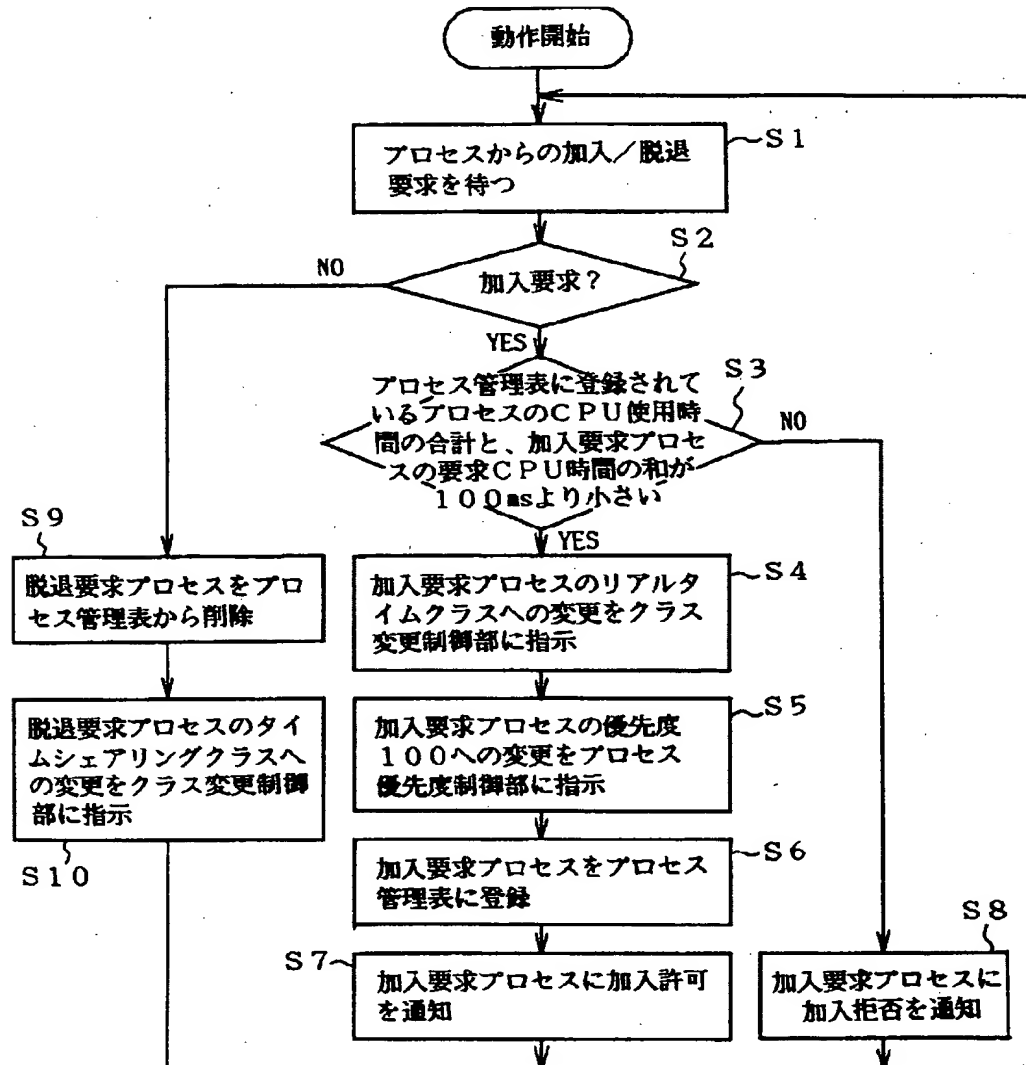 動作開始
プロセスからの加入／脱退
要求を待つ
S1
加入要求？
S2
NO
YES
プロセス管理表に登録されて
いるプロセスのCPU使用時
間の合計と、加入要求プロセ
スの要求CPU時間の和が
100msより小さい
S3
NO
YES
S9
脱退要求プロセスをプロ
セス管理表から削除
加入要求プロセスのリアルタ
イムクラスへの変更をクラス
変更制御部に指示
S4
脱退要求プロセスのタイ
ムシェアリングクラスへ
の変更をクラス変更制御
部に指示
S10
加入要求プロセスの優先度
100への変更をプロセス
優先度制御部に指示
S5
加入要求プロセスをプロセス
管理表に登録
S6
S7
加入要求プロセスに加入許可
を通知
S8
加入要求プロセスに
加入拒否を通知